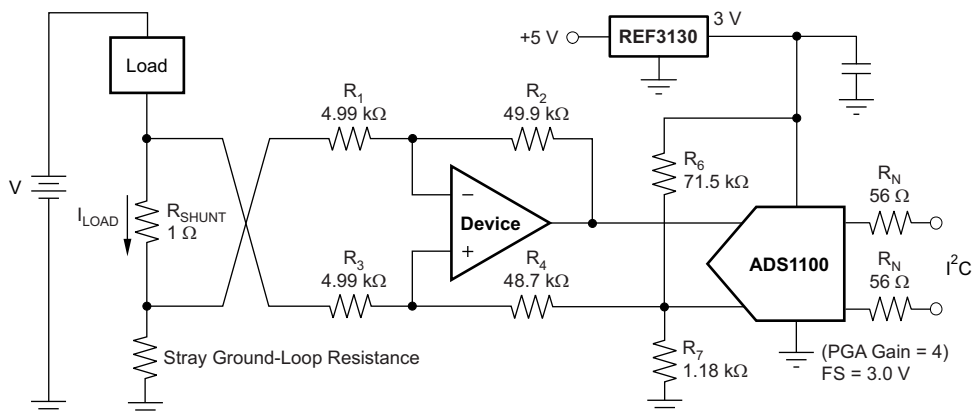 3 V
+5 V
REF3130
Load
R1
4.99 kΩ
R2
49.9 kΩ
R6
71.5 kΩ
V
ILOAD
RSHUNT
1 Ω
−
+
Device
RN
56 Ω
ADS1100
RN
56 Ω
I²C
R3
4.99 kΩ
R4
48.7 kΩ
Stray Ground-Loop Resistance
R7
1.18 kΩ
(PGA Gain = 4)
FS = 3.0 V